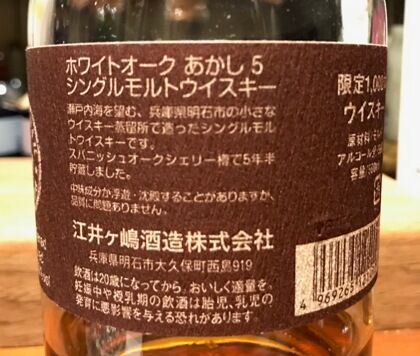 ホワイトオーク あかし 5
シングルモルトウイスキー
瀬戸内海を望む、兵庫県明石市の小さな
ウイスキー蒸留所で造ったシングルモル
トウイスキーです。
スパニッシュオークシェリー樽で5年半
貯蔵しました。
中味成分が浮遊・沈殿することがありますが、
品質に問題ありません。
江井ヶ嶋酒造株式会社
兵庫県明石市大久保町西島919
飲酒は20歳になってから。おいしく適量を。
妊娠中や授乳期の飲酒は胎児、乳児の
発育に悪影響を与える恐れがあります。
限定1,000
ウイスキー
原材料/モル
アルコール分
容量/500
4 969265